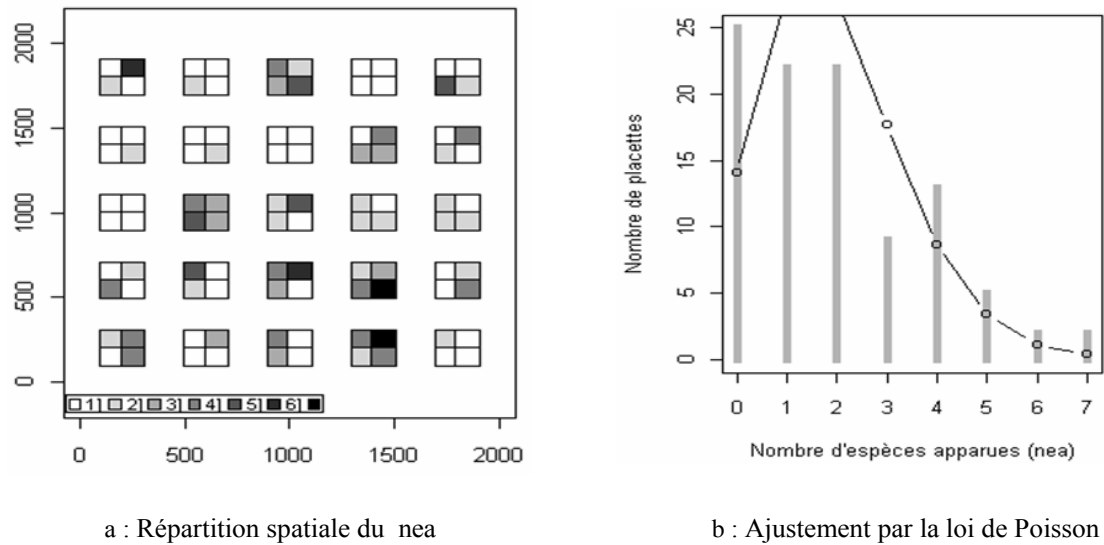 2000
1500
1000
500
0
1] 2] 3] 4] 5] 6]
0 500 1000 1500 2000
a : Répartition spatiale du nea
Nombre de placettes
25
20
15
10
5
0
0 1 2 3 4 5 6 7
Nombre d'espèces apparues (nea)
b : Ajustement par la loi de Poisson